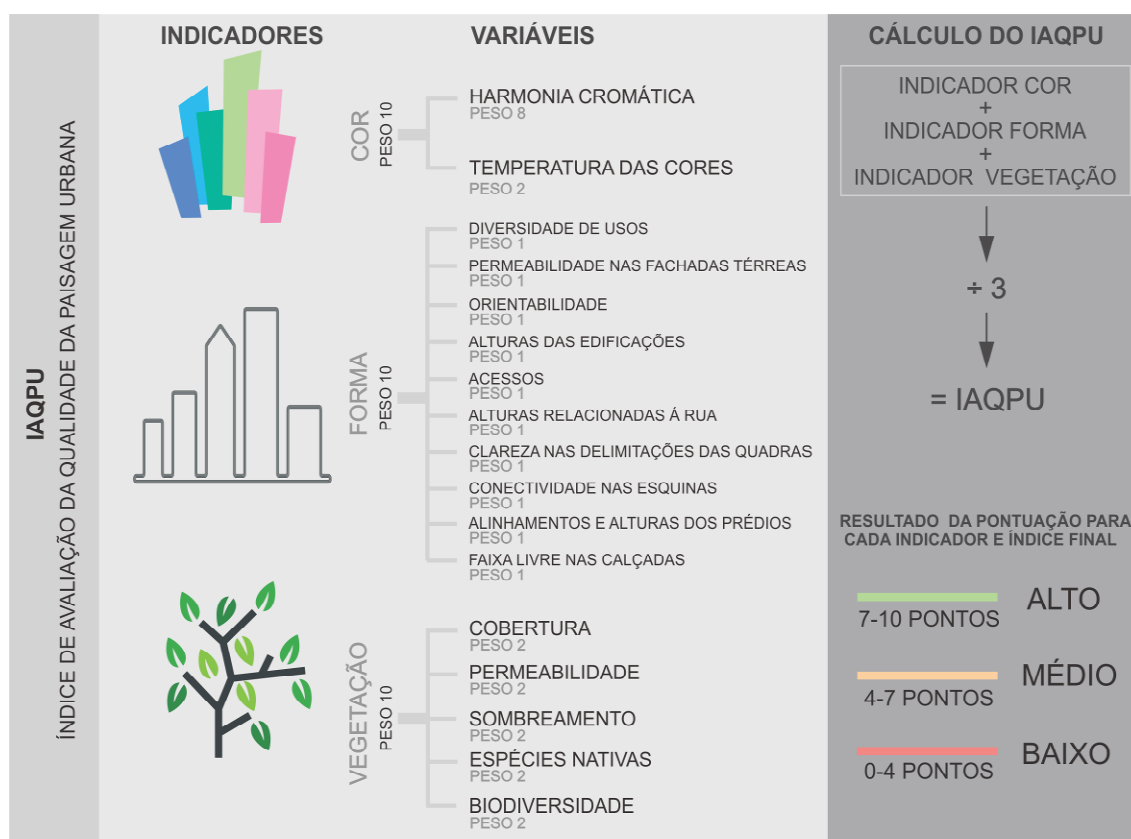 IAQPU
ÍNDICE DE AVALIAÇÃO DA QUALIDADE DA PAISAGEM URBANA
INDICADORES
VARIÁVEIS
COR
PESO 10
HARMONIA CROMÁTICA
PESO 8
TEMPERATURA DAS CORES
PESO 2
FORMA
PESO 10
DIVERSIDADE DE USOS
PESO 1
PERMEABILIDADE NAS FACHADAS TÉRREAS
PESO 1
ORIENTABILIDADE
PESO 1
ALTURAS DAS EDIFICAÇÕES
PESO 1
ACESSOS
PESO 1
ALTURAS RELACIONADAS Á RUA
PESO 1
CLAREZA NAS DELIMITAÇÕES DAS QUADRAS
PESO 1
CONECTIVIDADE NAS ESQUINAS
PESO 1
ALINHAMENTOS E ALTURAS DOS PRÉDIOS
PESO 1
FAIXA LIVRE NAS CALÇADAS
PESO 1
VEGETAÇÃO
PESO 10
COBERTURA
PESO 2
PERMEABILIDADE
PESO 2
SOMBREAMENTO
PESO 2
ESPÉCIES NATIVAS
PESO 2
BIODIVERSIDADE
PESO 2
CÁLCULO DO IAQPU
INDICADOR COR
+
INDICADOR FORMA
+
INDICADOR VEGETAÇÃO
÷ 3
= IAQPU
RESULTADO DA PONTUAÇÃO PARA
CADA INDICADOR E ÍNDICE FINAL
ALTO
7-10 PONTOS
MÉDIO
4-7 PONTOS
BAIXO
0-4 PONTOS